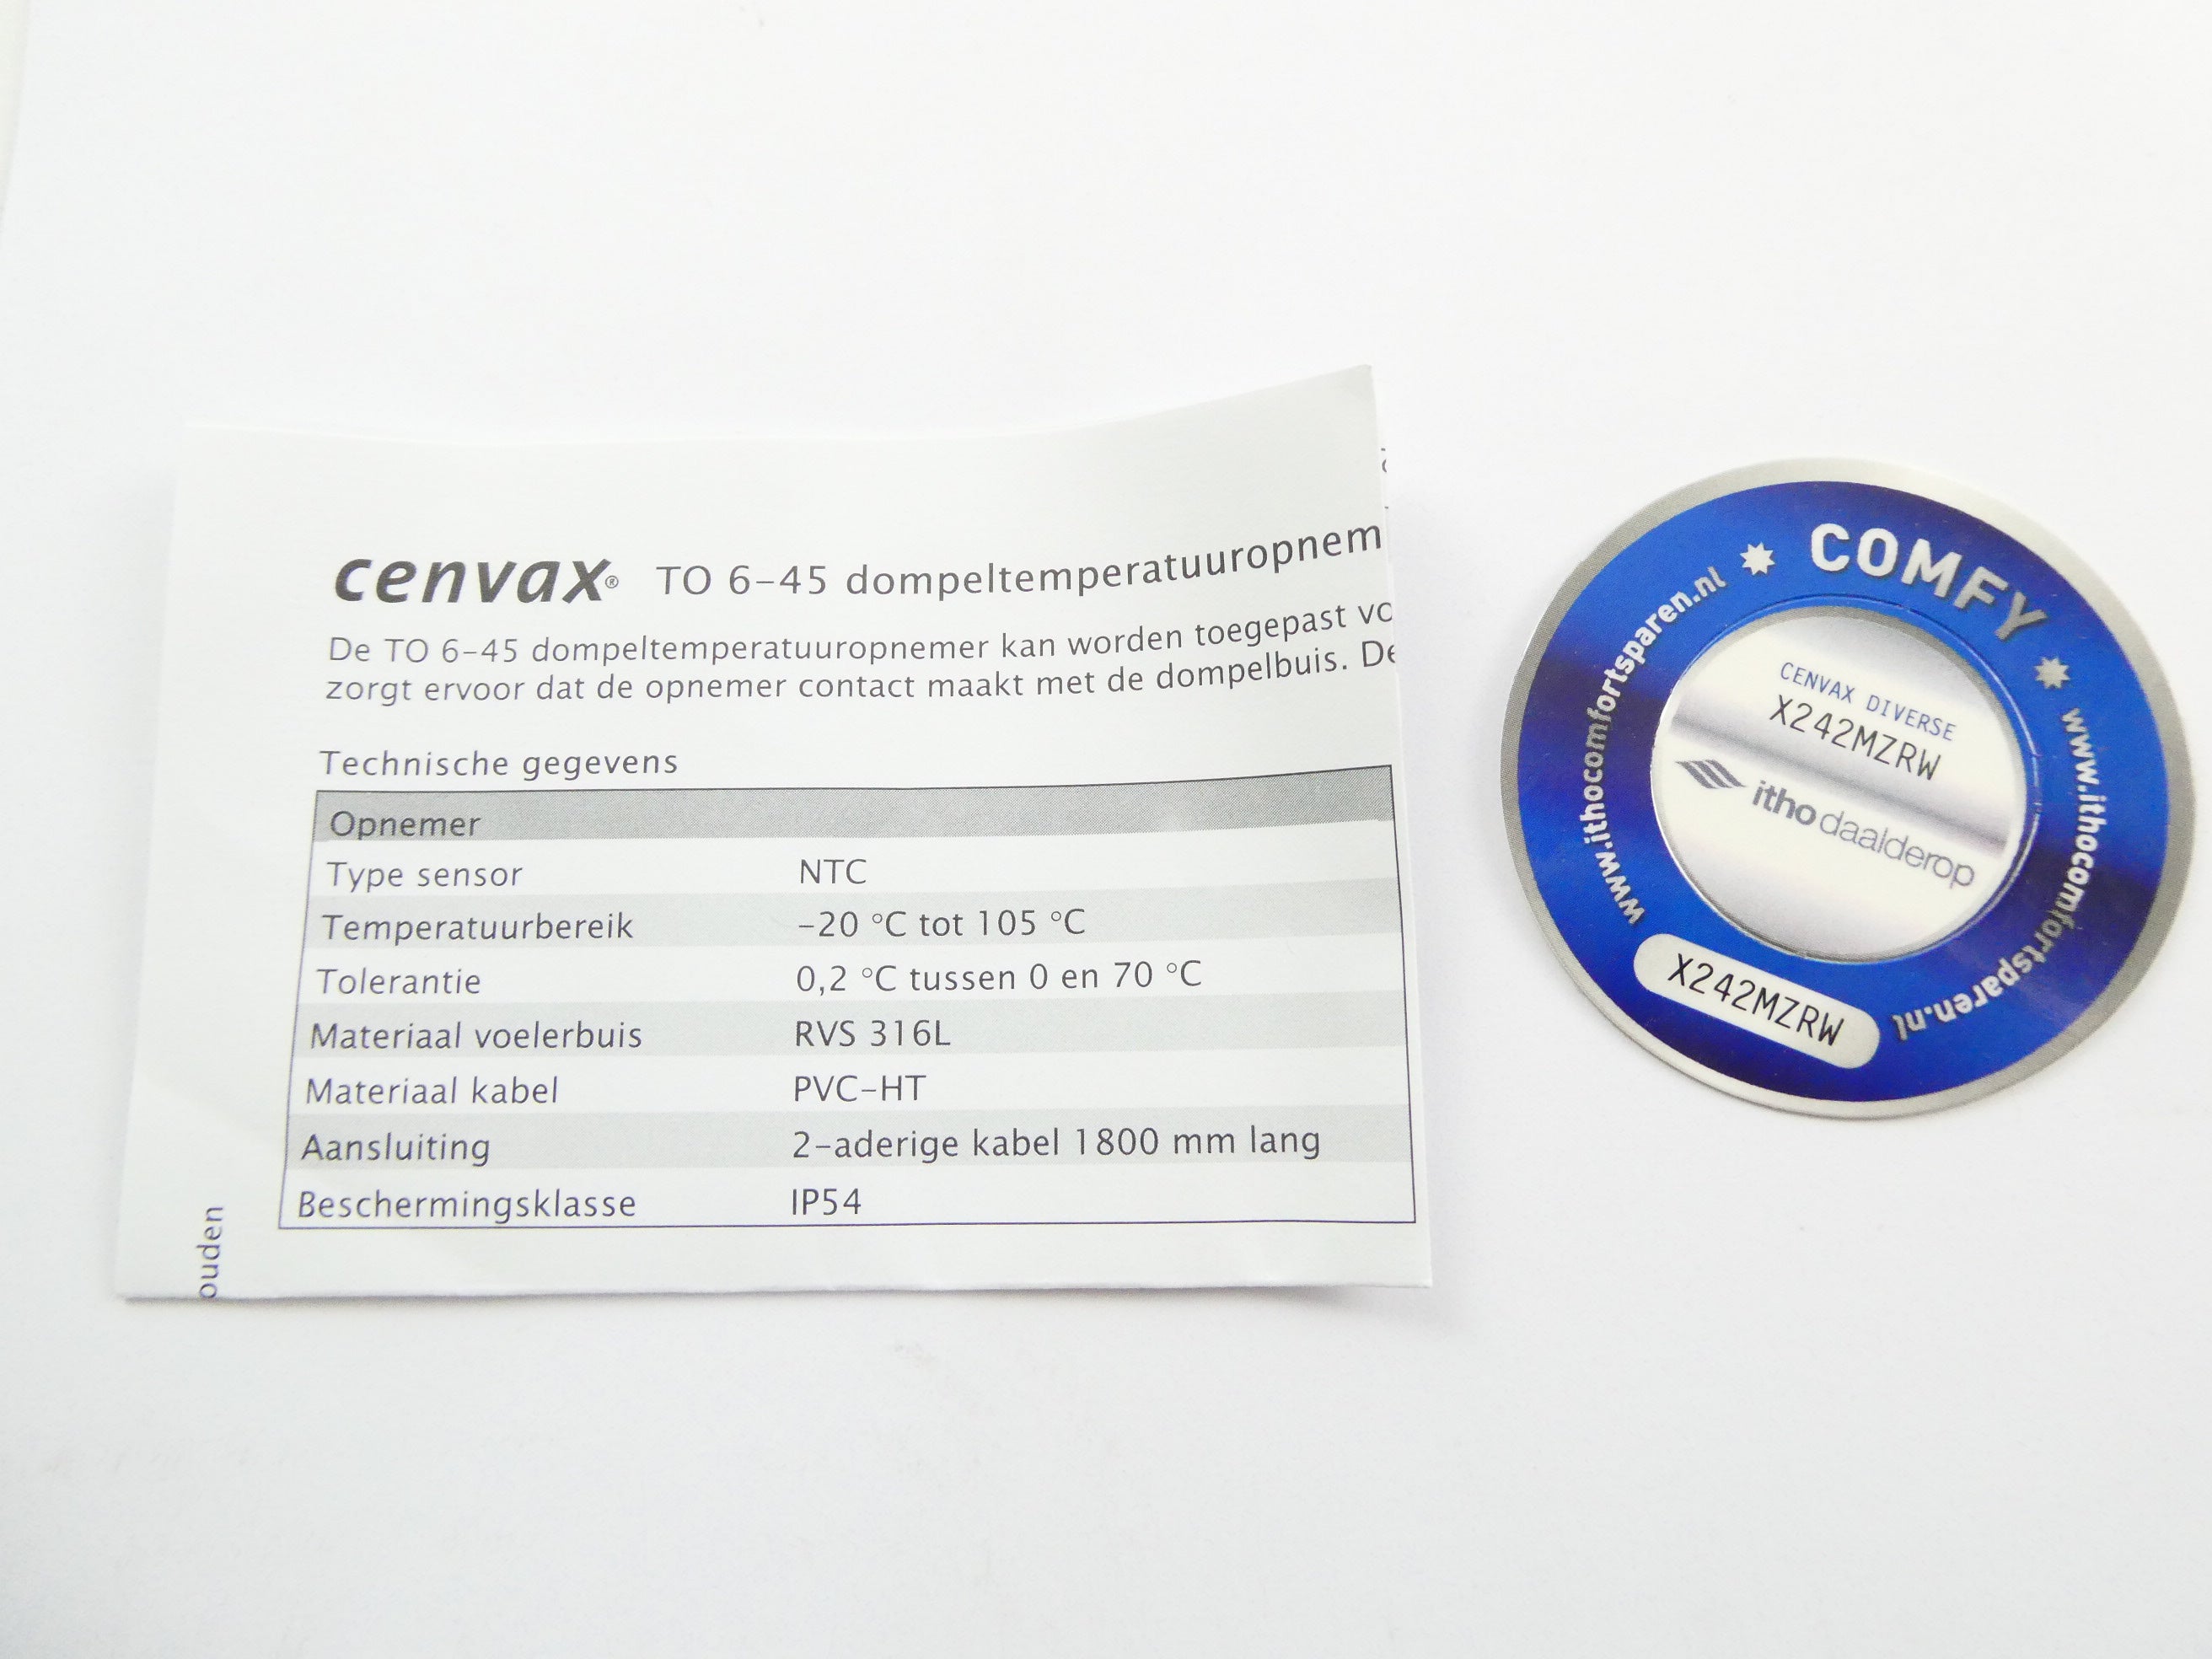 cenvax® TO 6-45 dompeltemperatuuropnem
De TO 6-45 dompeltemperatuuropnemer kan worden toegepast vo
zorgt ervoor dat de opnemer contact maakt met de dompelbuis. De
Technische gegevens
Opnemer
Type sensor NTC
Temperatuurbereik -20 °C tot 105 °C
Tolerantie 0,2 °C tussen 0 en 70 °C
Materiaal voelerbuis RVS 316L
Materiaal kabel PVC-HT
Aansluiting 2-aderige kabel 1800 mm lang
Beschermingsklasse IP54
ouden
COMFY
www.ithocomfortsparen.nl
www.ithocomfortsparen.nl
CENVAX DIVERSE
X242MZRW
ithodaalderop
X242MZRW